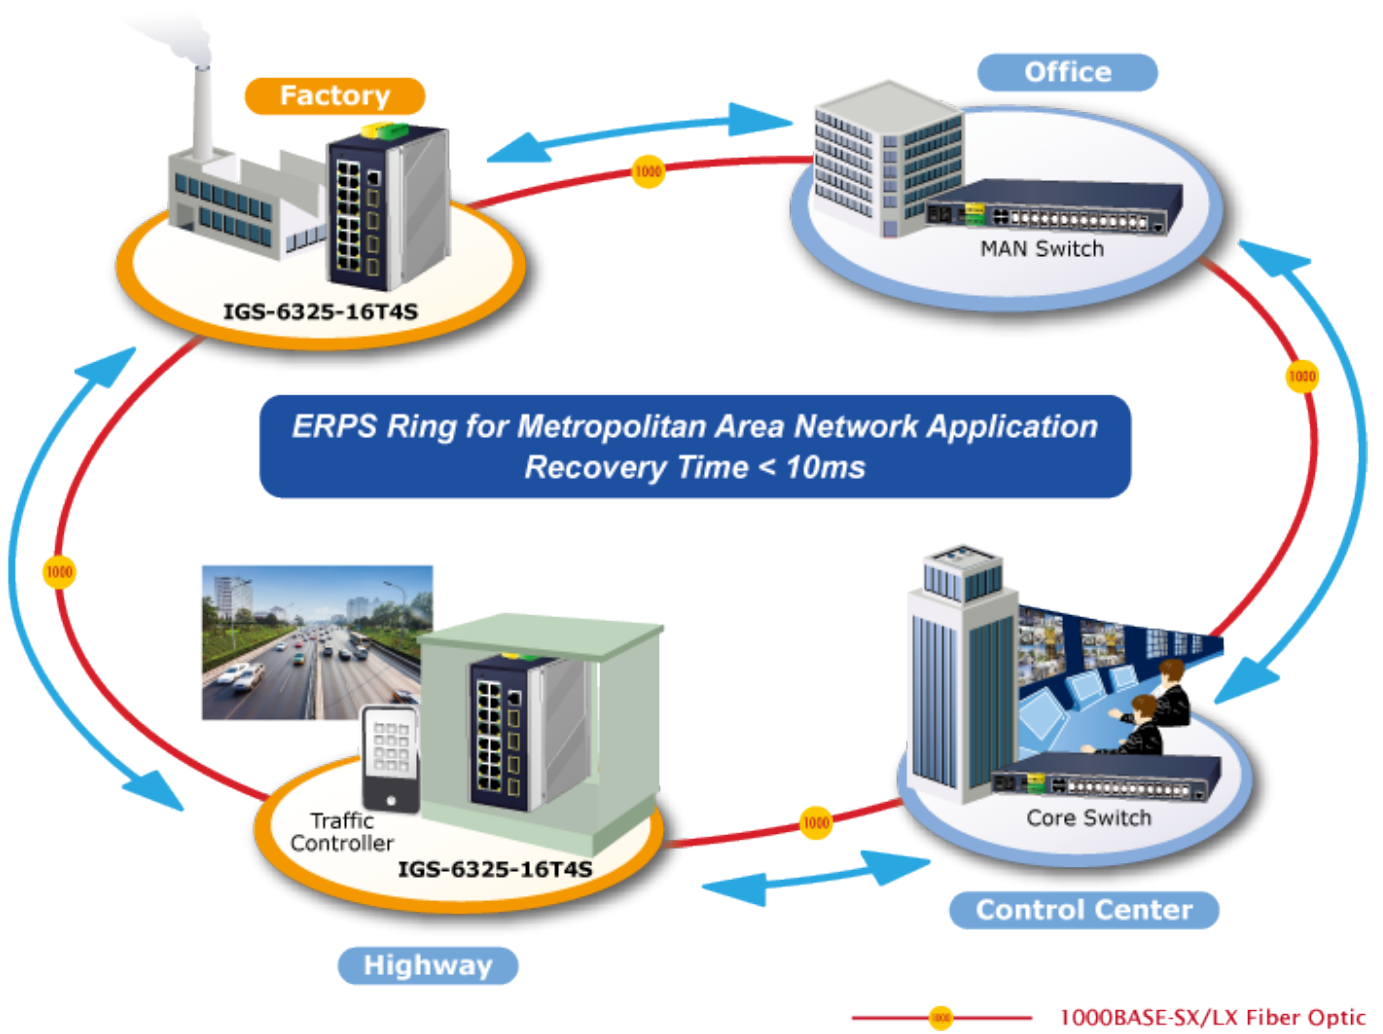 Factory
Office
1000
MAN Switch
IGS-6325-16T4S
1000
ERPS Ring for Metropolitan Area Network Application
Recovery Time < 10ms
1000
Traffic
Controller
IGS-6325-16T4S
1000
Core Switch
Control Center
Highway
1000
1000BASE-SX/LX Fiber Optic